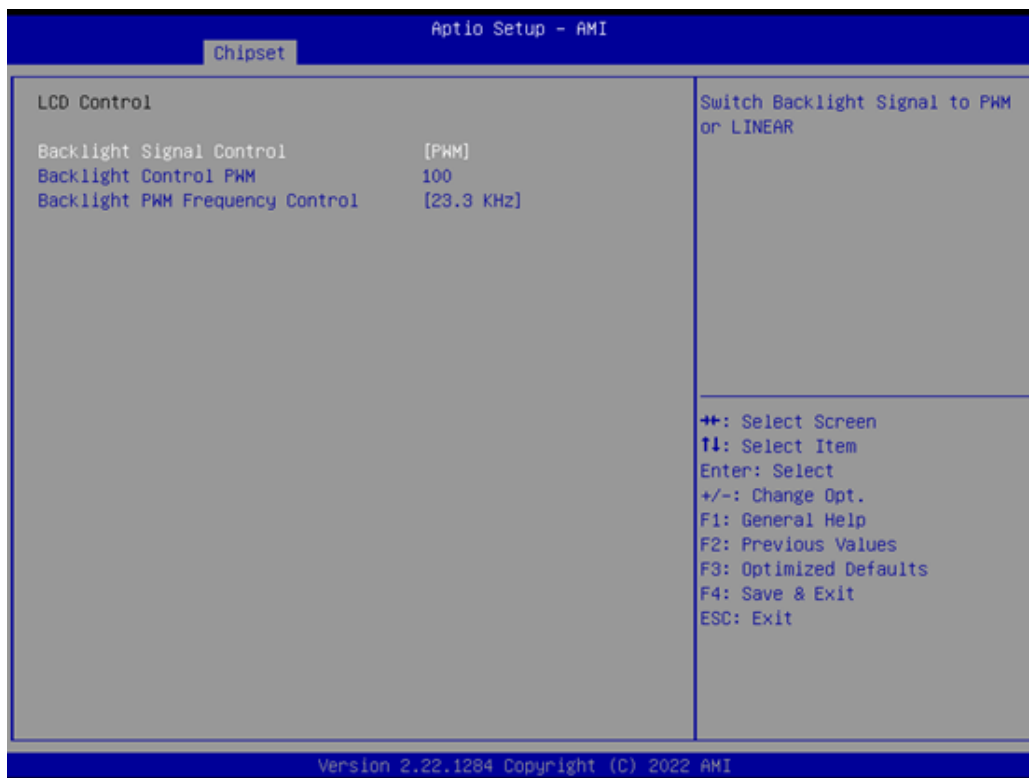 Aptio Setup - AMI
Chipset
LCD Control
Backlight Signal Control [PWM]
Backlight Control PWM 100
Backlight PWM Frequency Control [23.3 KHz]
Switch Backlight Signal to PWM
or LINEAR
→←: Select Screen
↑↓: Select Item
Enter: Select
+/-: Change Opt.
F1: General Help
F2: Previous Values
F3: Optimized Defaults
F4: Save & Exit
ESC: Exit
Version 2.22.1284 Copyright (C) 2022 AMI